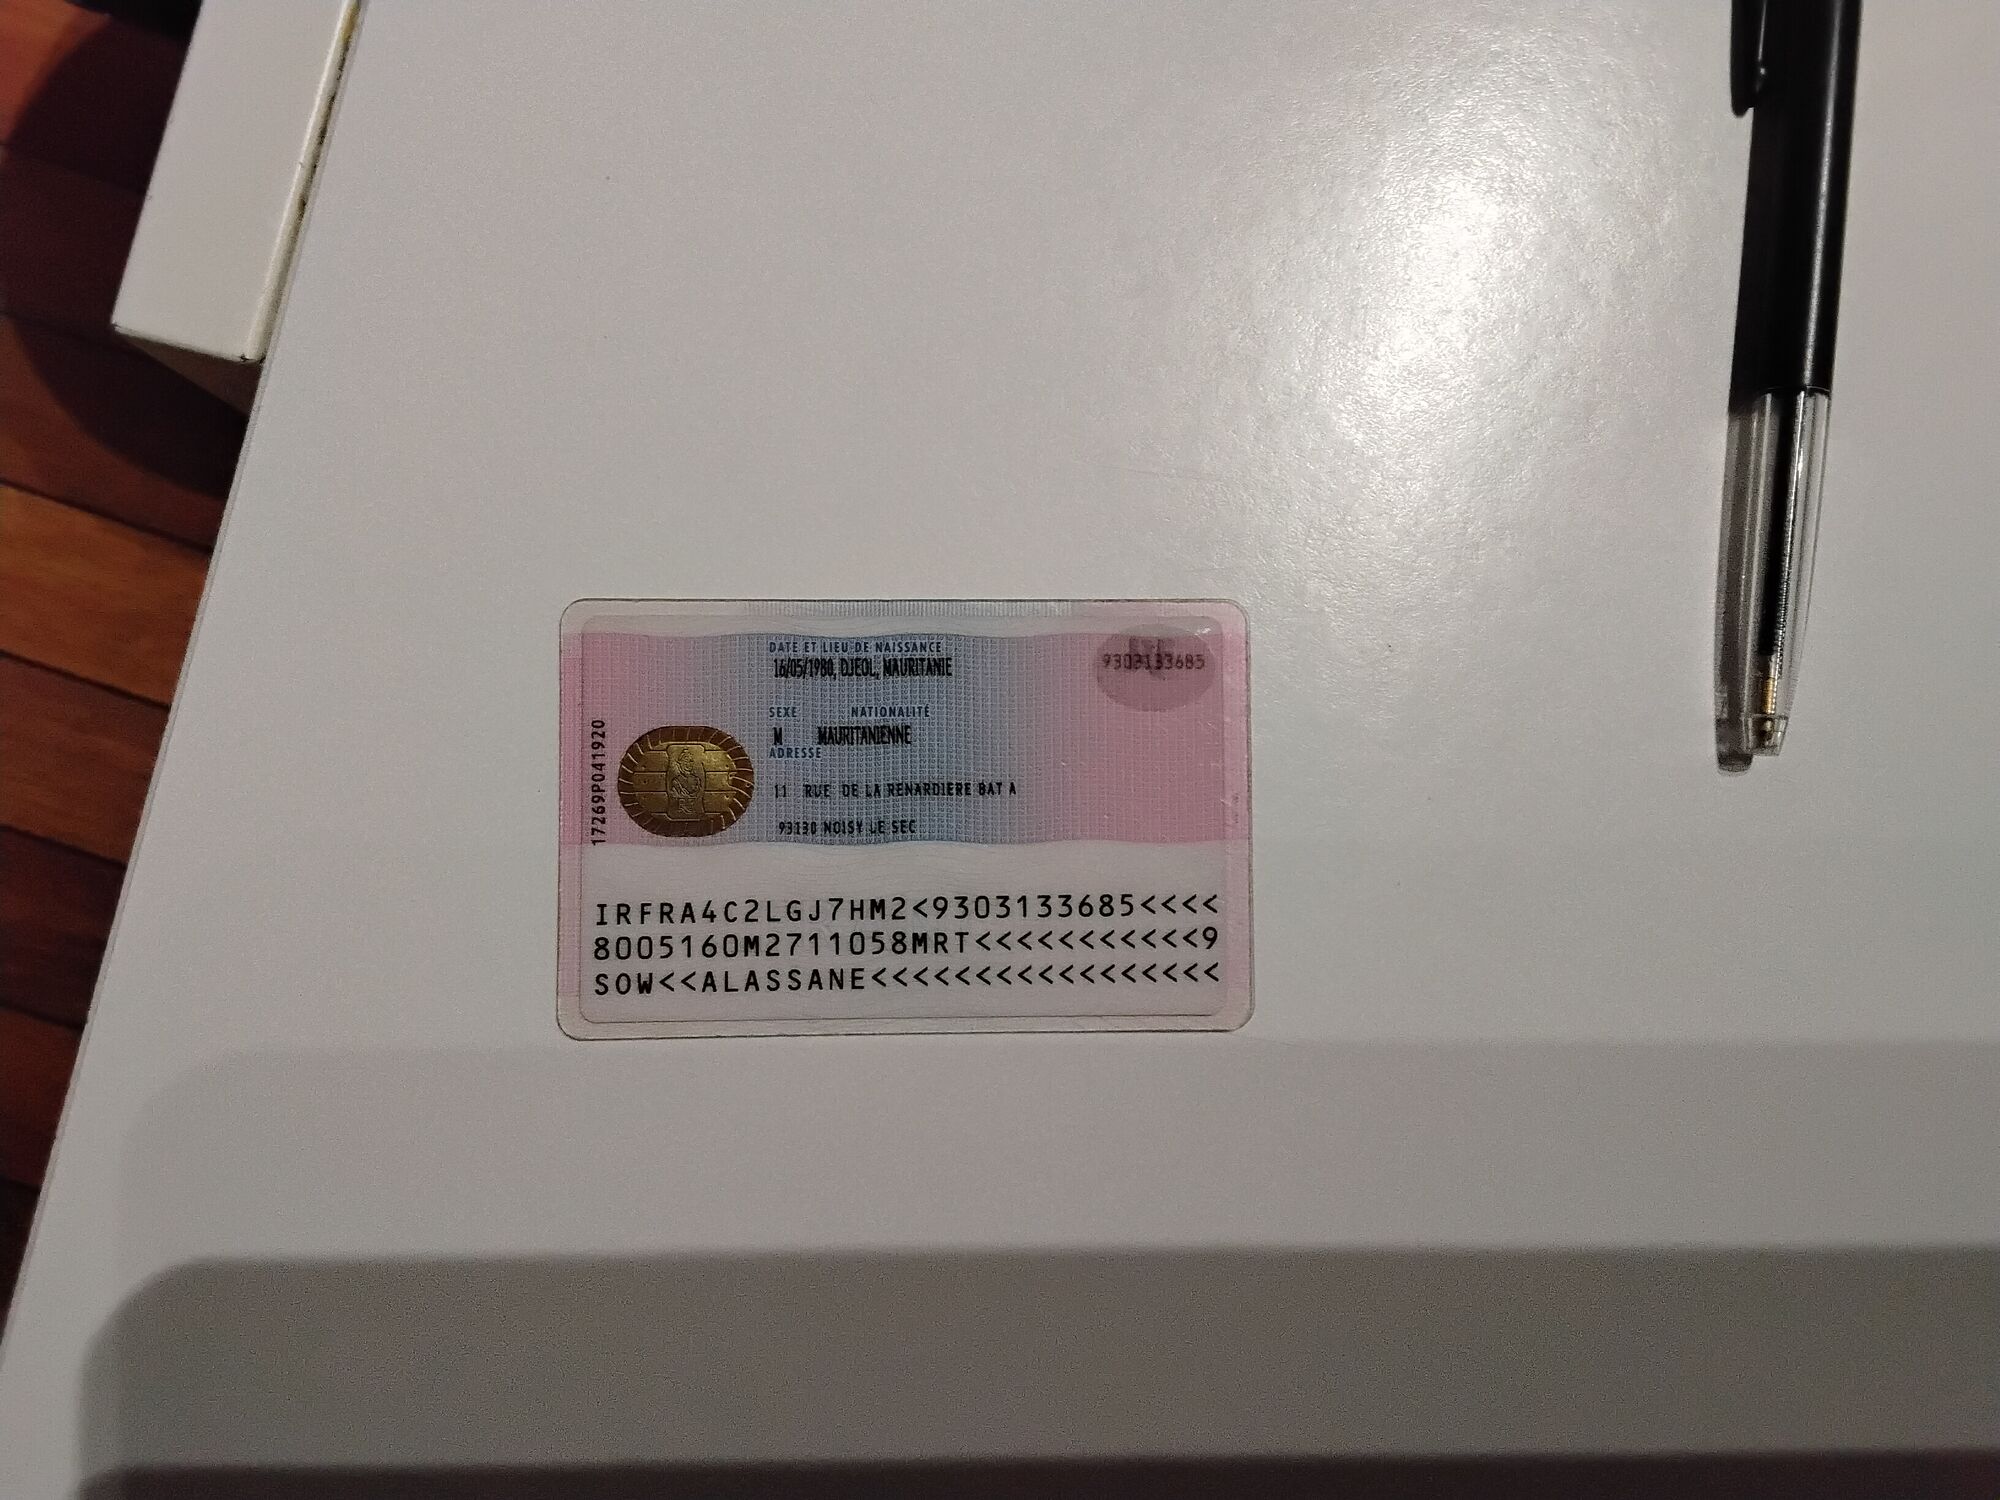 DATE ET LIEU DE NAISSANCE
16/05/1980, DJEOL, MAURITANIE
9303133685
SEXE NATIONALITÉ
M MAURITANIENNE
ADRESSE
11 RUE DE LA RENARDIERE BAT A
93130 NOISY LE SEC
17269P041920
IRFRA4C2LGJ7HM2<9303133685<<<<
8005160M2711058MRT<<<<<<<<<<<9
SOW<<ALASSANE<<<<<<<<<<<<<<<<<